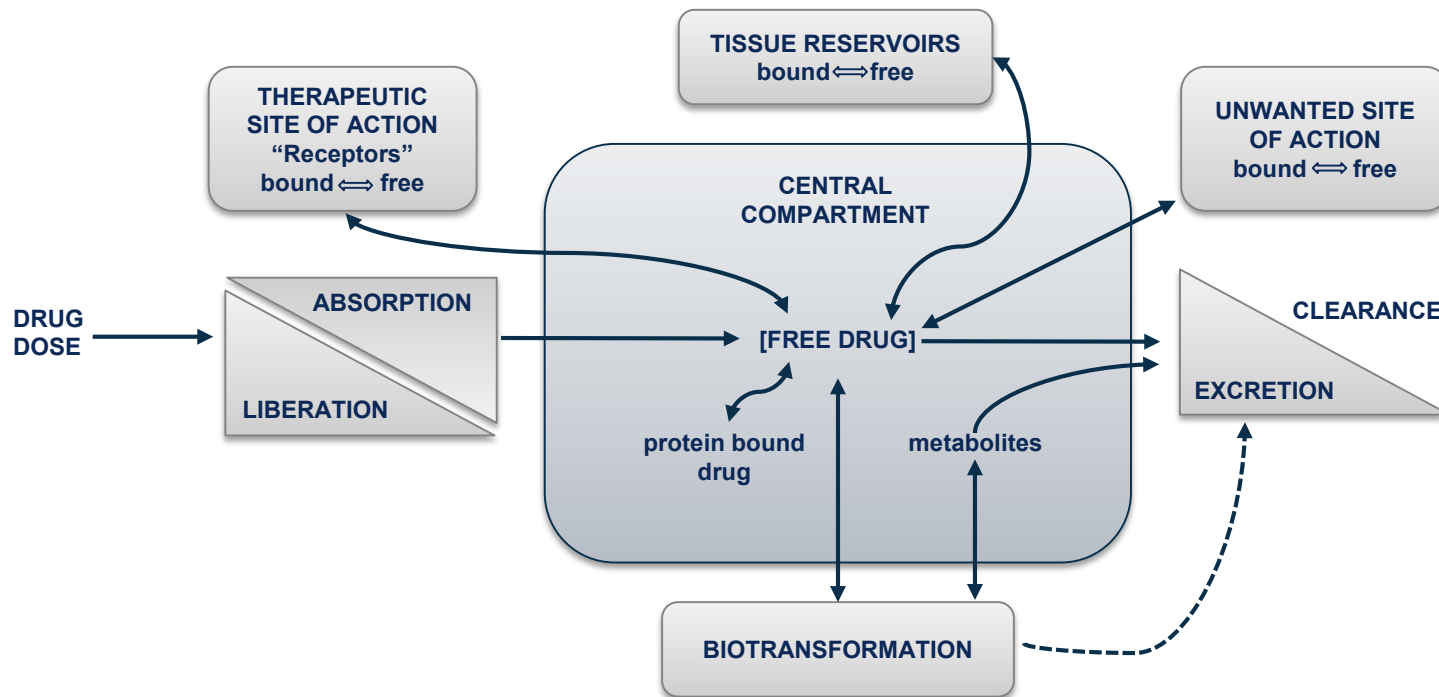 TISSUE RESERVOIRS
bound ⟺ free
THERAPEUTIC
SITE OF ACTION
“Receptors”
bound ⟺ free
UNWANTED SITE
OF ACTION
bound ⟺ free
CENTRAL
COMPARTMENT
DRUG
DOSE
ABSORPTION
LIBERATION
[FREE DRUG]
protein bound
drug
metabolites
CLEARANCE
EXCRETION
BIOTRANSFORMATION